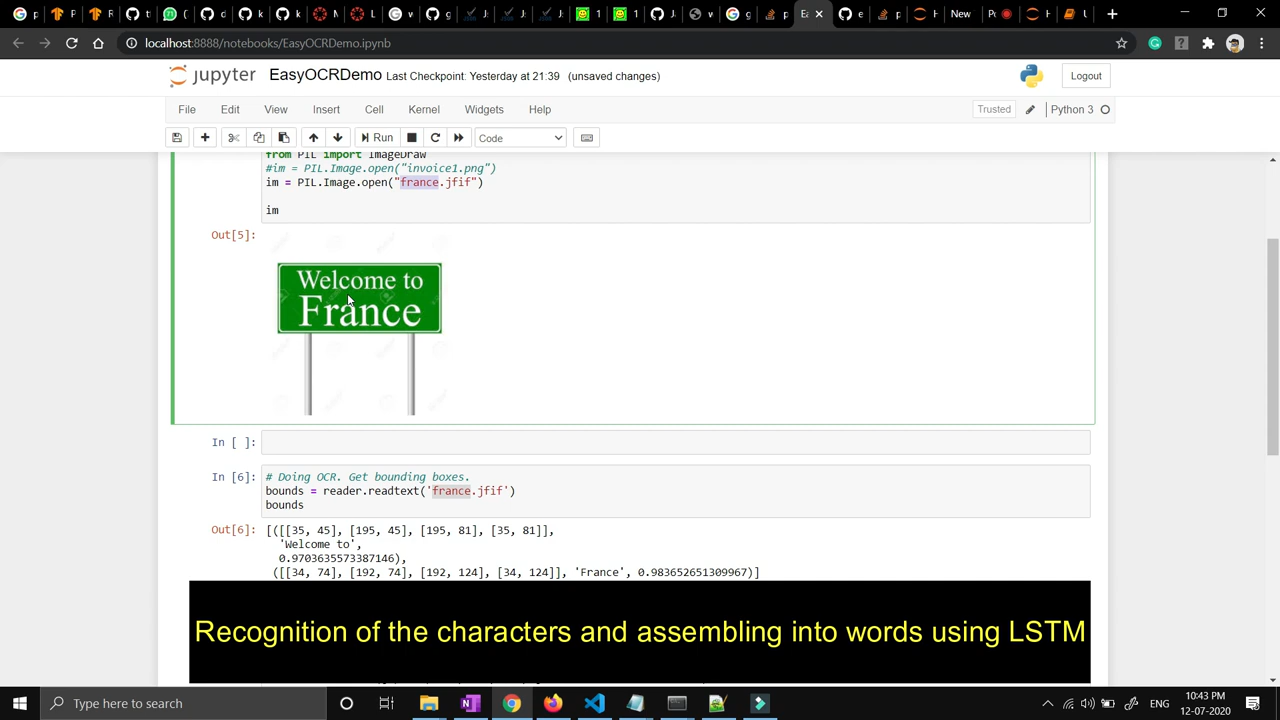 localhost:8888/notebooks/EasyOCRDemo.ipynb
jupyter EasyOCRDemo Last Checkpoint: Yesterday at 21:39 (unsaved changes)
Logout
File Edit View Insert Cell Kernel Widgets Help
Trusted Python 3
Run Code
from PIL import ImageDraw
#im = PIL.Image.open("invoice1.png")
im = PIL.Image.open("france.jfif")
im
Out[5]:
Welcome to
France
In [ ]:
In [6]: # Doing OCR. Get bounding boxes.
bounds = reader.readtext('france.jfif')
bounds
Out[6]: [([[35, 45], [195, 45], [195, 81], [35, 81]],
'Welcome to',
0.9703635573387146),
([[34, 74], [192, 74], [192, 124], [34, 124]], 'France', 0.983652651309967)]
Recognition of the characters and assembling into words using LSTM
Type here to search
ENG
10:43 PM
12-07-2020